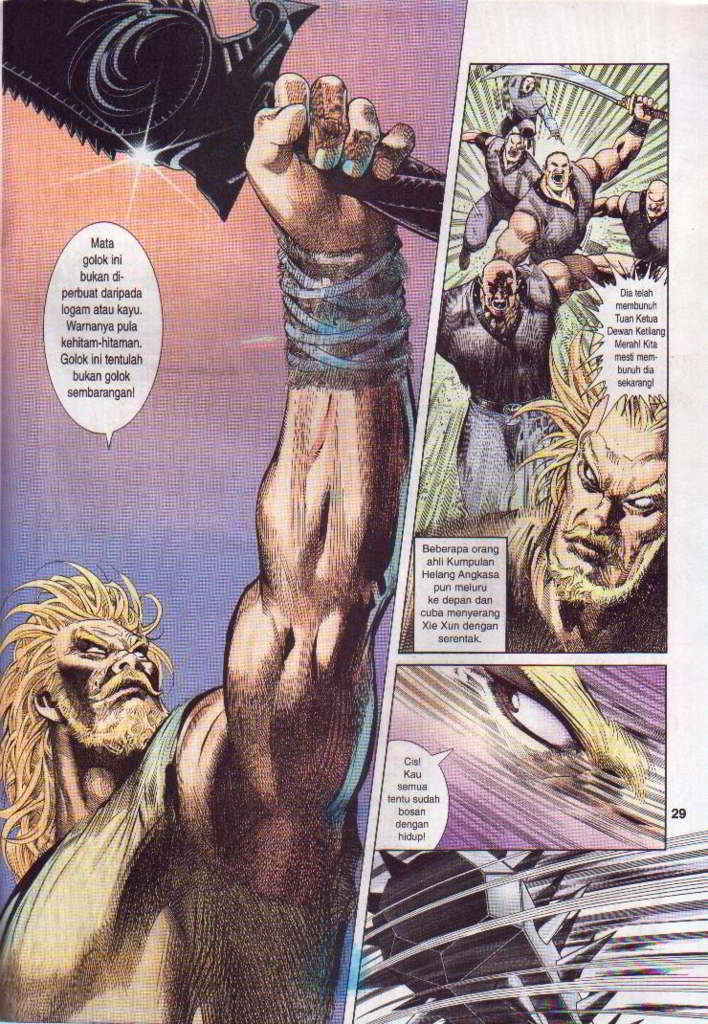 Mata
golok ini
bukan di-
perbuat daripada
logam atau kayu.
Warnanya pula
kehitam-hitaman.
Golok ini tentulah
bukan golok
sembarangan!
Dia telah
membunuh
Tuan Ketua
Dewan Ketliang
Merah! Kita
mesti mem-
bunuh dia
sekarang!
Beberapa orang
ahli Kumpulan
Helang Angkasa
pun meluru
ke depan dan
cuba menyerang
Xie Xun dengan
serentak.
Cis!
Kau
semua
tentu sudah
bosan
dengan
hidup!
29